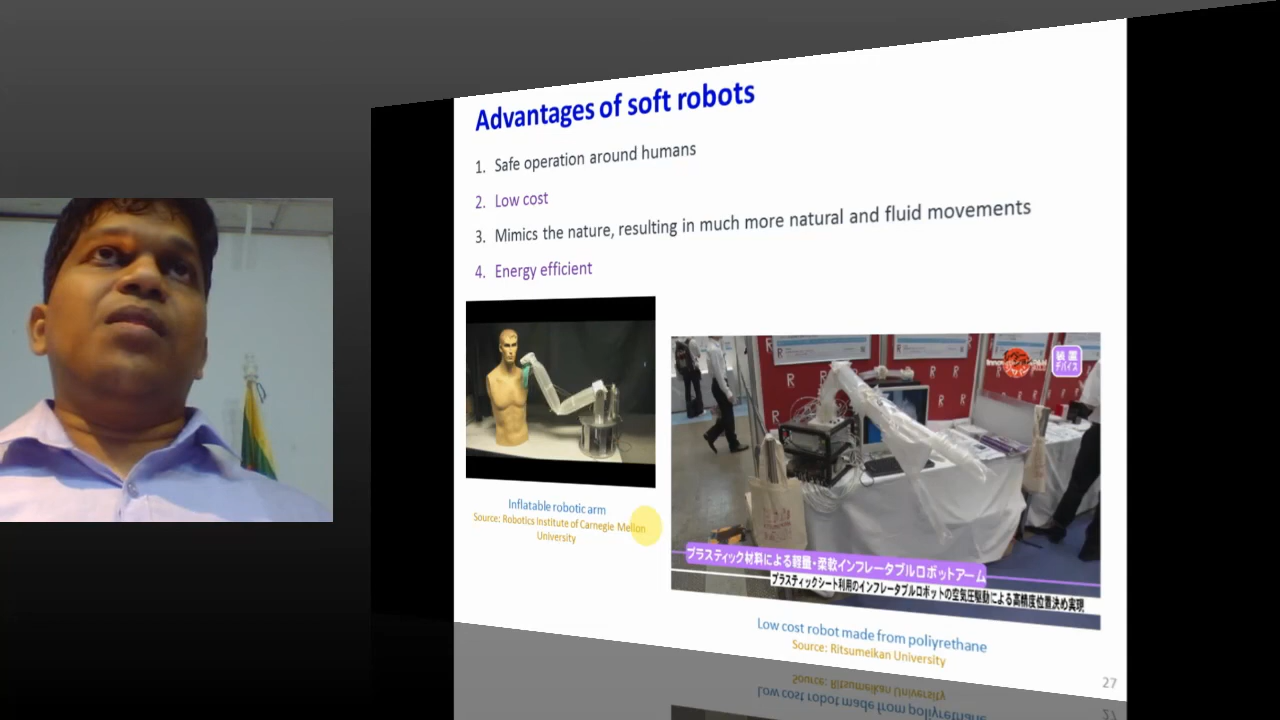 Advantages of soft robots
1. Safe operation around humans
2. Low cost
3. Mimics the nature, resulting in much more natural and fluid movements
4. Energy efficient
Inflatable robotic arm
Source: Robotics Institute of Carnegie Mellon
University
装置
デバイス
プラスティック材料による軽量・柔軟インフレータブルロボットアーム
プラスティックシート利用のインフレータブルロボットの空気圧駆動による高精度位置決め実現
Low cost robot made from poliyrethane
Source: Ritsumeikan University
27